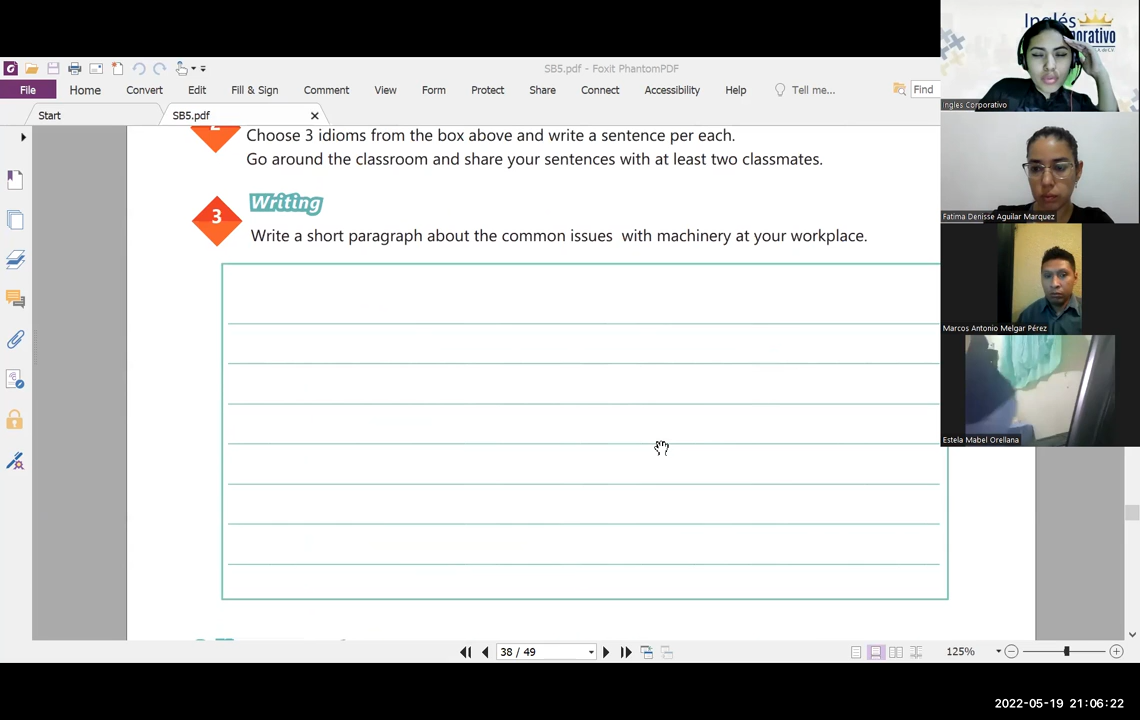 SB5.pdf - Foxit PhantomPDF
File Home Convert Edit Fill & Sign Comment View Form Protect Share Connect Accessibility Help Tell me... Find
Start SB5.pdf
2
Choose 3 idioms from the box above and write a sentence per each.
Go around the classroom and share your sentences with at least two classmates.
3
Writing
Write a short paragraph about the common issues with machinery at your workplace.
38 / 49
125%
Inglés
Ingles Corporativo
Fatima Denisse Aguilar Marquez
Marcos Antonio Melgar Pérez
Estela Mabel Orellana
2022-05-19 21:06:22